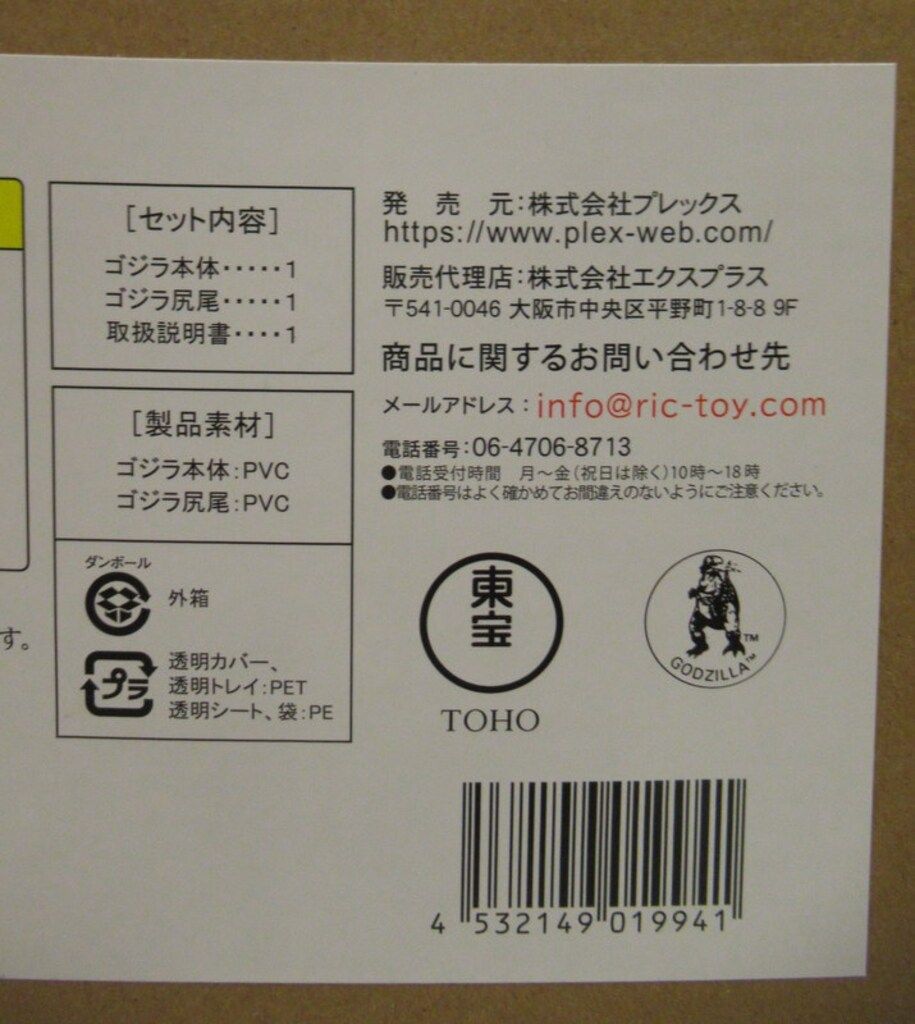 [セット内容]
ゴジラ本体・・・・・1
ゴジラ尻尾・・・・・1
取扱説明書・・・・1
[製品素材]
ゴジラ本体:PVC
ゴジラ尻尾:PVC
ダンボール
外箱
プラ
透明カバー、
透明トレイ:PET
透明シート、袋:PE
す。
発　売　元:株式会社プレックス
https://www.plex-web.com/
販売代理店:株式会社エクスプラス
〒541-0046 大阪市中央区平野町1-8-8 9F
商品に関するお問い合わせ先
メールアドレス:info@ric-toy.com
電話番号:06-4706-8713
●電話受付時間　月〜金(祝日は除く)10時〜18時
●電話番号はよく確かめてお間違えのないようにご注意ください。
東宝
TOHO
GODZILLA™
™
4 532149 019941